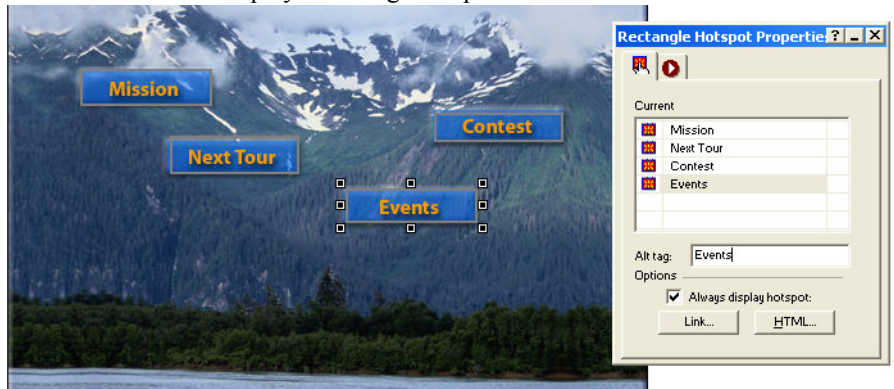 Mission
Next Tour
Contest
Events
Rectangle Hotspot Propertie
Current
Mission
Next Tour
Contest
Events
Alt tag: Events
Options
Always display hotspot:
Link... HTML...